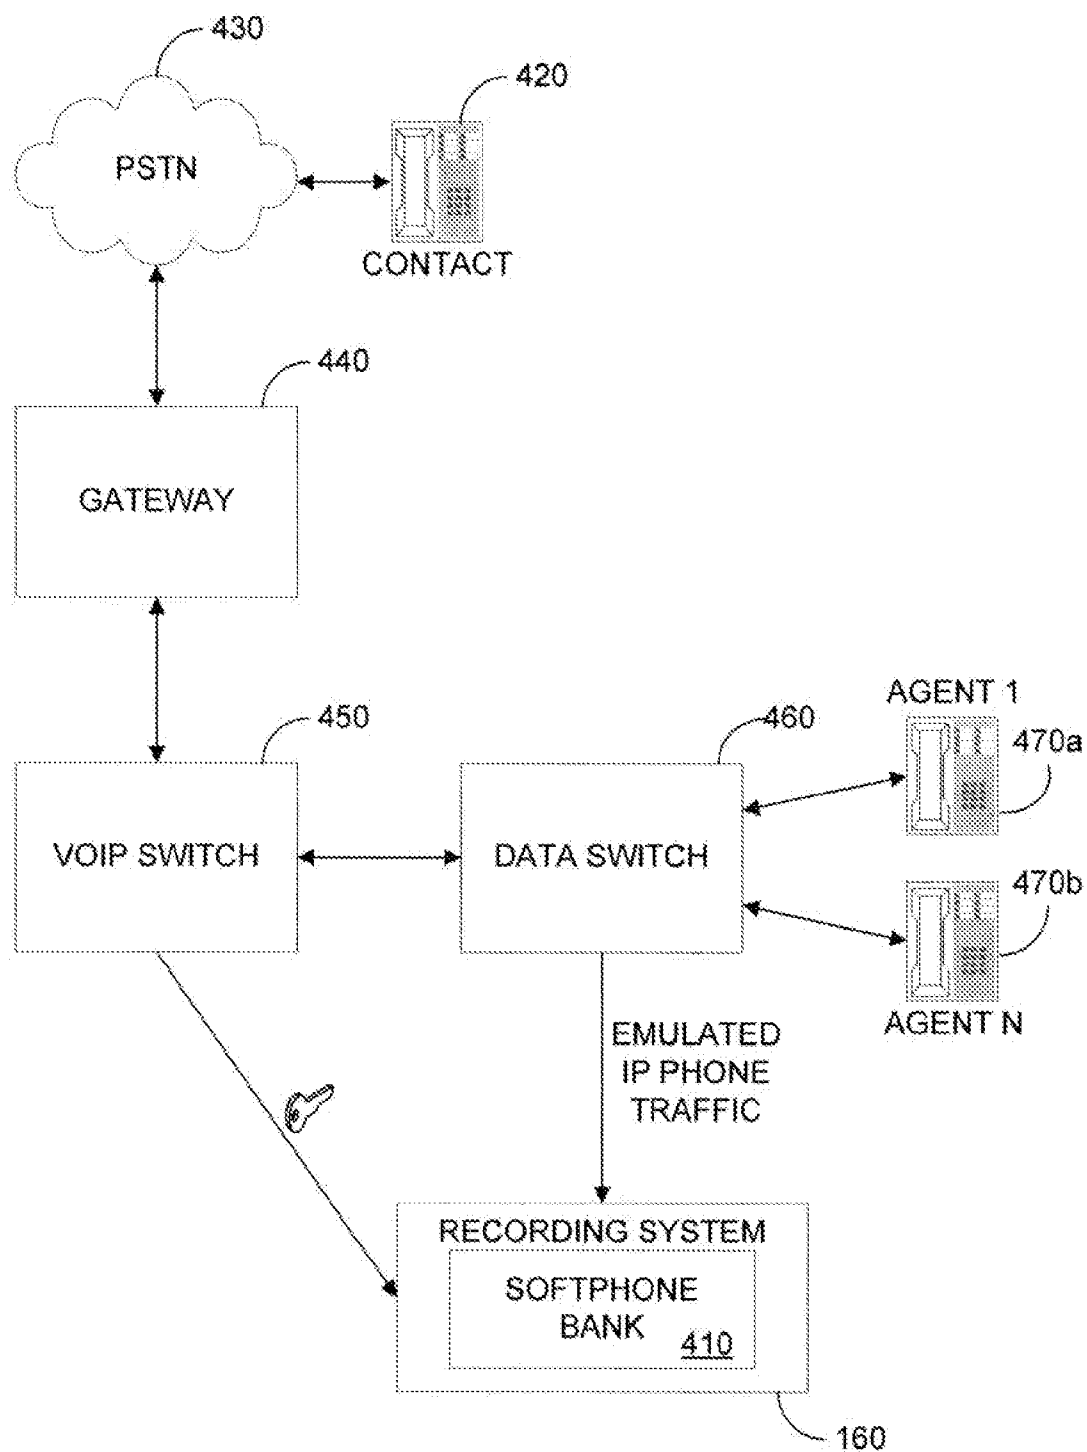 430
420
PSTN
CONTACT
440
GATEWAY
450
460
AGENT 1
470a
VOIP SWITCH
DATA SWITCH
470b
AGENT N
EMULATED
IP PHONE
TRAFFIC
RECORDING SYSTEM
SOFTPHONE
BANK
410
160